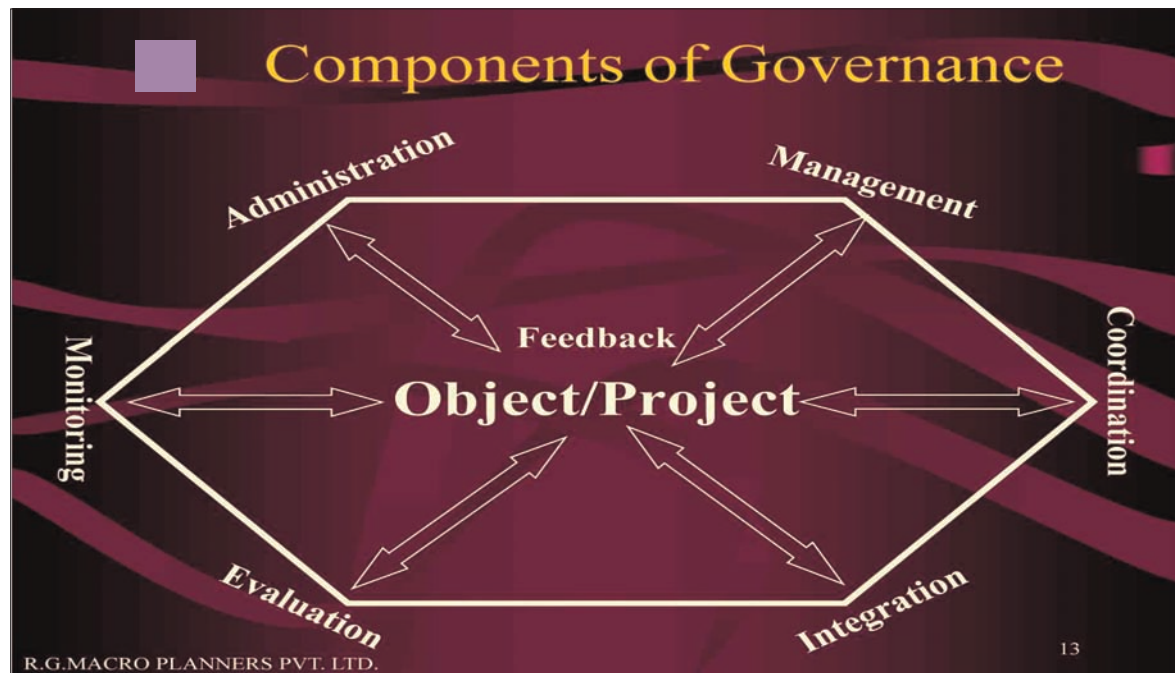 Components of Governance
Administration
Management
Feedback
Object/Project
Monitoring
Coordination
Evaluation
Integration
13
R.G.MACRO PLANNERS PVT. LTD.